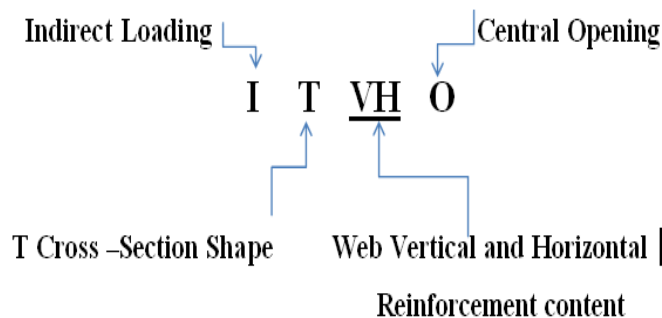 Indirect Loading Central Opening
I T VH O
T Cross –Section Shape Web Vertical and Horizontal |
Reinforcement content